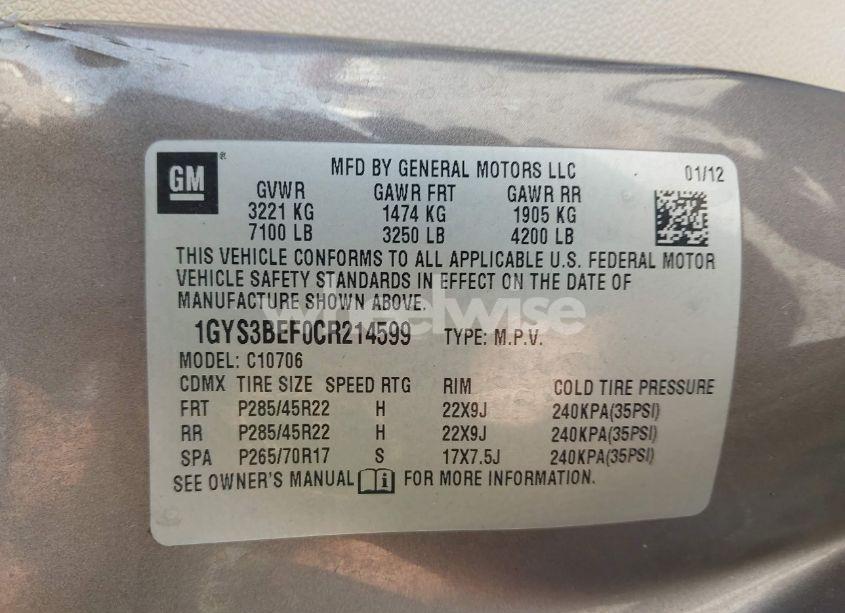 GM ®
MFD BY GENERAL MOTORS LLC 01/12
GVWR GAWR FRT GAWR RR
3221 KG 1474 KG 1905 KG
7100 LB 3250 LB 4200 LB
THIS VEHICLE CONFORMS TO ALL APPLICABLE U.S. FEDERAL MOTOR
VEHICLE SAFETY STANDARDS IN EFFECT ON THE DATE OF
MANUFACTURE SHOWN ABOVE.
wheelwise
1GYS3BEF0CR214599 TYPE: M.P.V.
MODEL: C10706
CDMX TIRE SIZE SPEED RTG RIM COLD TIRE PRESSURE
FRT P285/45R22 H 22X9J 240KPA(35PSI)
RR P285/45R22 H 22X9J 240KPA(35PSI)
SPA P265/70R17 S 17X7.5J 240KPA(35PSI)
SEE OWNER'S MANUAL i FOR MORE INFORMATION.